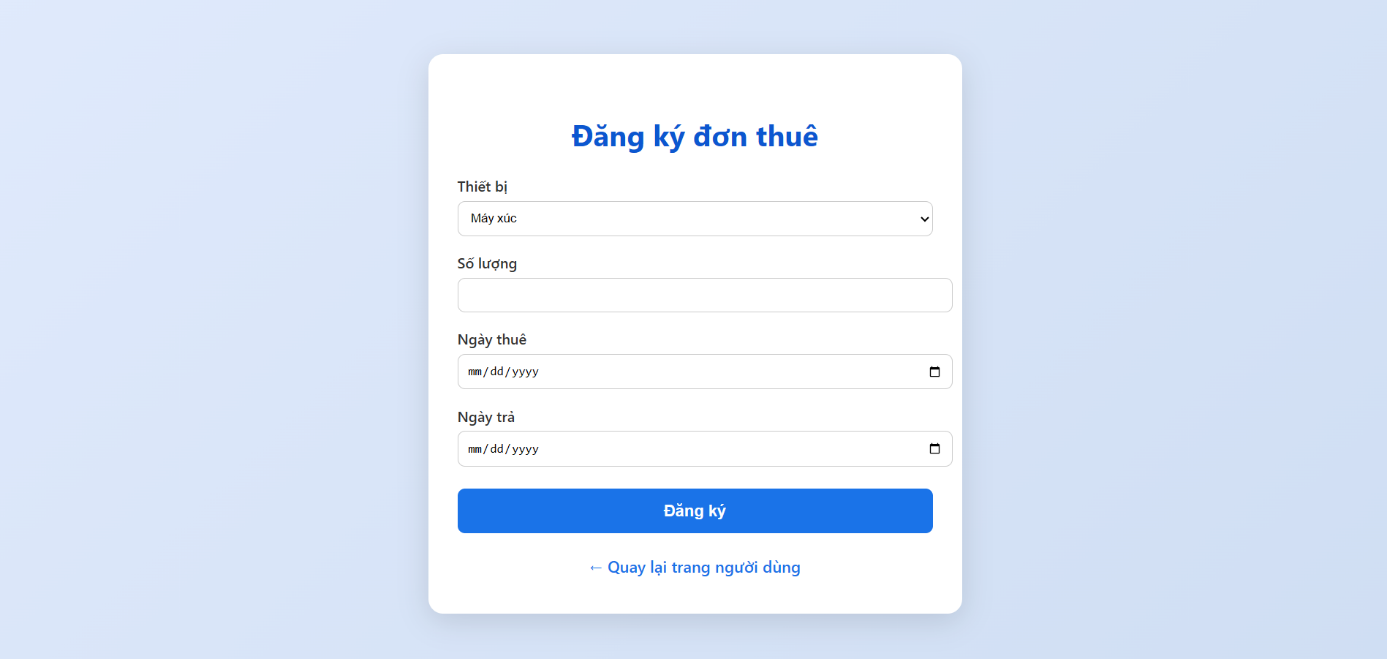 Đăng ký đơn thuê
Thiết bị
Máy xúc
Số lượng
Ngày thuê
mm/dd/yyyy
Ngày trả
mm/dd/yyyy
Đăng ký
← Quay lại trang người dùng